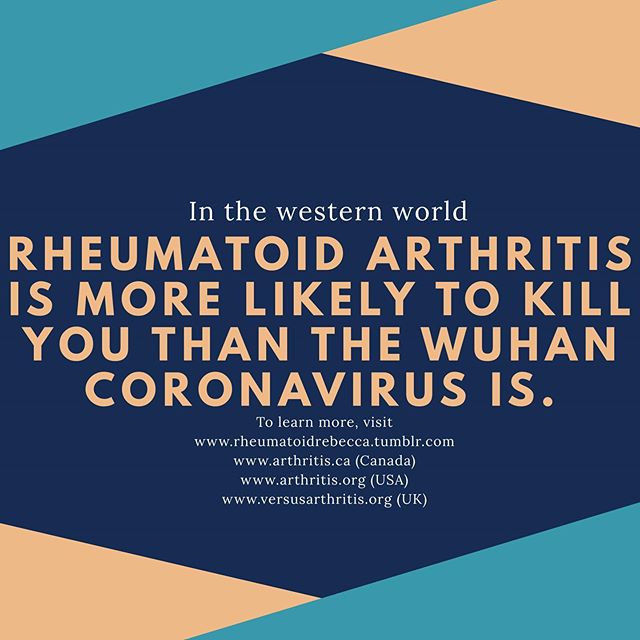 In the western world
RHEUMATOID ARTHRITIS
IS MORE LIKELY TO KILL
YOU THAN THE WUHAN
CORONAVIRUS IS.
To learn more, visit
www.rheumatoidrebecca.tumblr.com
www.arthritis.ca (Canada)
www.arthritis.org (USA)
www.versusarthritis.org (UK)